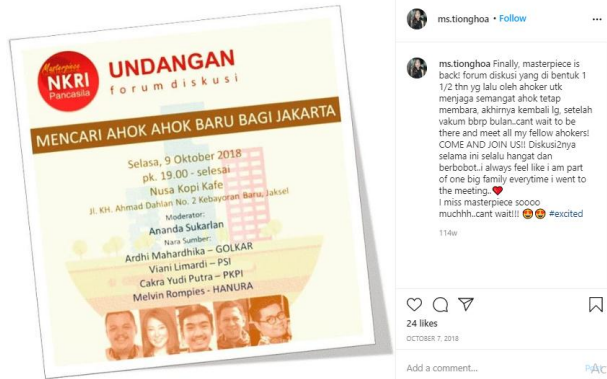 Masterpiece
NKRI
Pancasila
UNDANGAN
forum diskusi
MENCARI AHOK AHOK BARU BAGI JAKARTA
Selasa, 9 Oktober 2018
pk. 19.00 - selesai
Nusa Kopi Kafe
Jl. KH. Ahmad Dahlan No. 2 Kebayoran Baru, Jaksel
Moderator:
Ananda Sukarlan
Nara Sumber:
Ardhi Mahardhika – GOLKAR
Viani Limardi – PSI
Cakra Yudi Putra – PKPI
Melvin Rompies - HANURA
ms.tionghoa • Follow
ms.tionghoa Finally, masterpiece is
back! forum diskusi yang di bentuk 1
1/2 thn yg lalu oleh ahoker utk
menjaga semangat ahok tetap
membara, akhirnya kembali lg, setelah
vakum bbrp bulan..cant wait to be
there and meet all my fellow ahokers!
COME AND JOIN US!! Diskusi2nya
selama ini selalu hangat dan
berbobot..i always feel like i am part
of one big family everytime i went to
the meeting..❤️
I miss masterpiece soooo
muchhh..cant wait!!! 🤩🤩 #excited
114w
24 likes
OCTOBER 7, 2018
Add a comment...